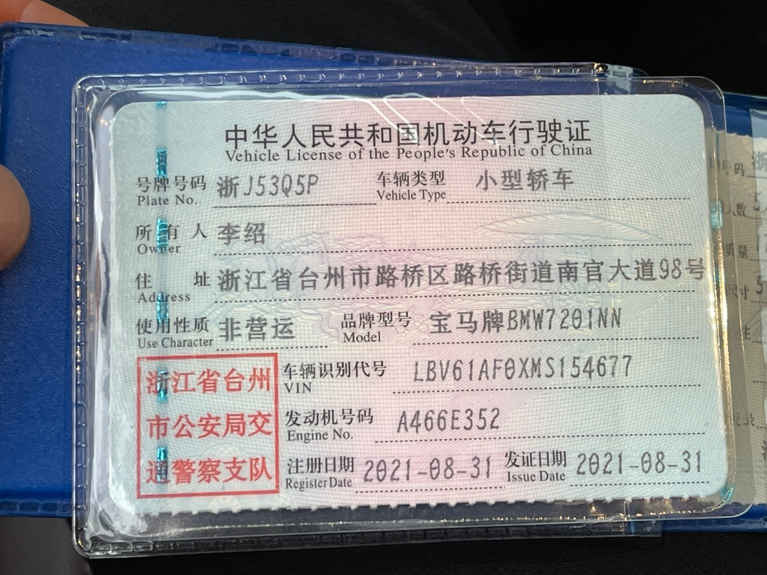 中华人民共和国机动车行驶证
Vehicle License of the People's Republic of China
号牌号码 浙J53Q5P 车辆类型 小型轿车
Plate No. Vehicle Type
所有人 李绍
Owner
住址 浙江省台州市路桥区路桥街道南官大道98号
Address
使用性质 非营运 品牌型号 宝马牌BMW7201NN
Use Character Model
浙江省台州
市公安局交
通警察支队
车辆识别代号 LBV61AF0XMS154677
VIN
发动机号码 A466E352
Engine No.
注册日期 2021-08-31 发证日期 2021-08-31
Register Date Issue Date